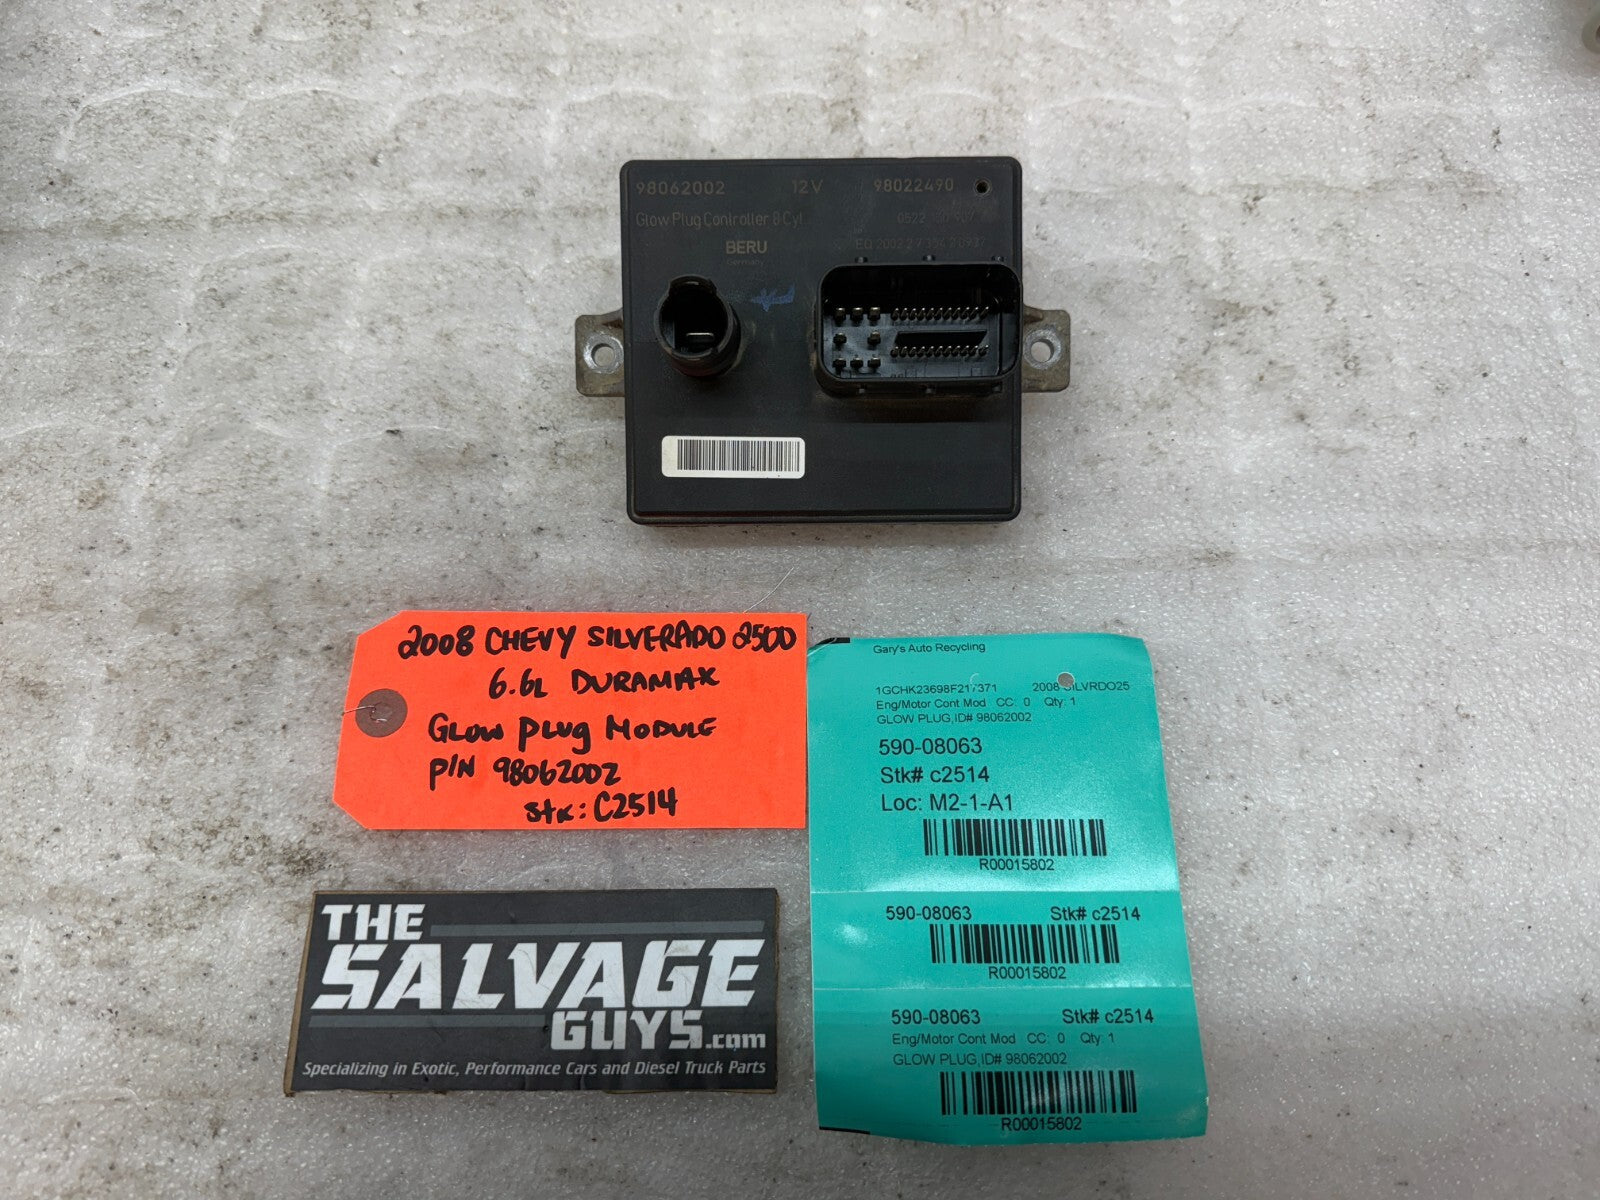 98062002 12V 98022490
Glow Plug Controller 8 Cyl.
BERU
Germany
2008 CHEVY SILVERADO 2500
6.6L DURAMAX
GLOW PLUG MODULE
P/N 98062002
Stk: C2514
THE
SALVAGE
GUYS.com
Specializing in Exotic, Performance Cars and Diesel Truck Parts
Gary's Auto Recycling
1GCHK23698F217371 2008 SILVRDO25
Eng/Motor Cont Mod CC: 0 Qty: 1
GLOW PLUG,ID# 98062002
590-08063
Stk# c2514
Loc: M2-1-A1
R00015802
590-08063 Stk# c2514
R00015802
590-08063 Stk# c2514
Eng/Motor Cont Mod CC: 0 Qty: 1
GLOW PLUG,ID# 98062002
R00015802